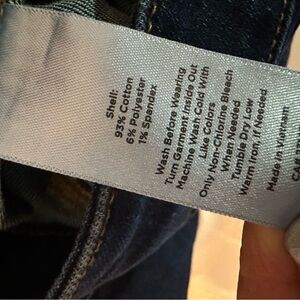 Shell:
93% Cotton
6% Polyester
1% Spandex
Wash Before Wearing
Turn Garment Inside Out
Machine Wash Cold With
Like Colors
Only Non-Chlorine Bleach
When Needed
Tumble Dry Low
Warm Iron, If Needed
Made in Vietnam